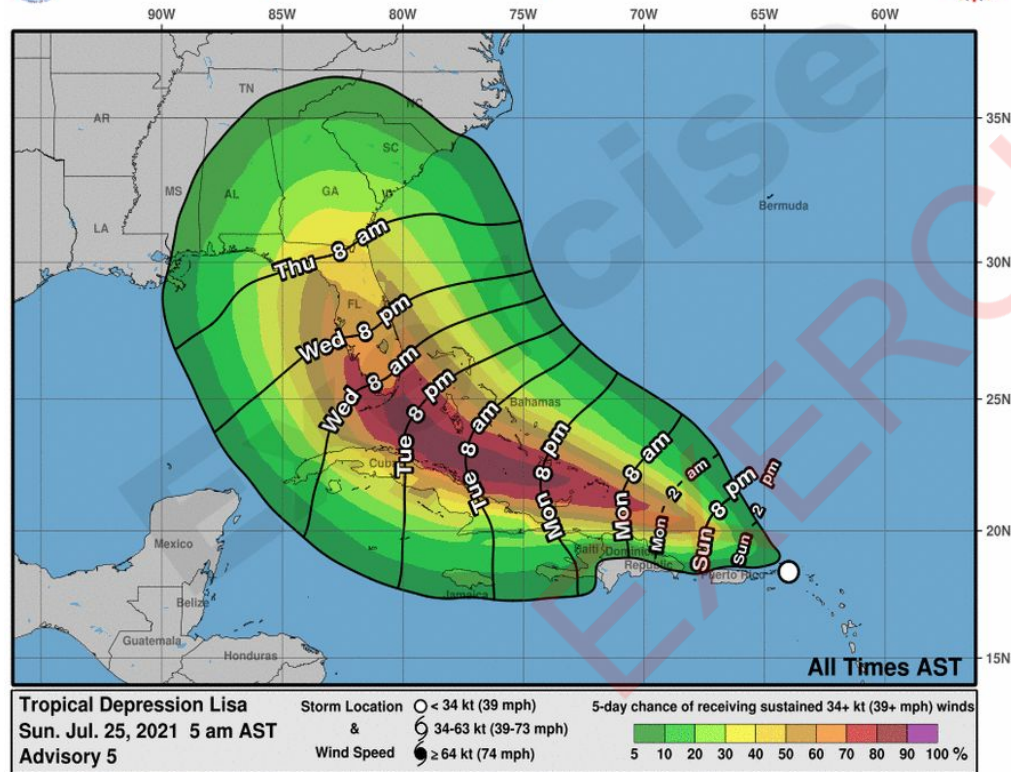 90W 85W 80W 75W 70W 65W 60W
35N
30N
25N
20N
15N
TN
NC
AR
SC
MS
AL
GA
LA
Bermuda
FL
Bahamas
Cuba
Mexico
Belize
Guatemala
Honduras
Jamaica
Haiti
Dominic
Republic
Puerto Rico
Thu 8 am
Wed 8 pm
Wed 8 am
Tue 8 pm
Tue 8 am
Mon 8 pm
Mon 8 am
Mon 2 am
Sun 8 pm
Sun 2 pm
Exercise
EXERCI
All Times AST
Tropical Depression Lisa
Sun. Jul. 25, 2021 5 am AST
Advisory 5
Storm Location
&
Wind Speed
< 34 kt (39 mph)
34-63 kt (39-73 mph)
≥ 64 kt (74 mph)
5-day chance of receiving sustained 34+ kt (39+ mph) winds
5 10 20 30 40 50 60 70 80 90 100 %